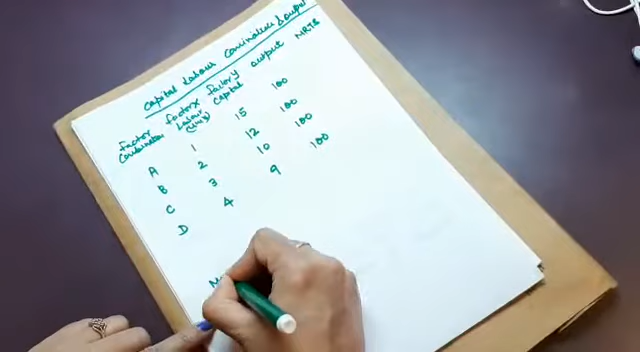 Capital Labour Combination Output
Factor Combination factor X Labour (Unit) factor Y Capital output MRTS
A 1 15 100
B 2 12 100
C 3 10 100
D 4 9 100
M